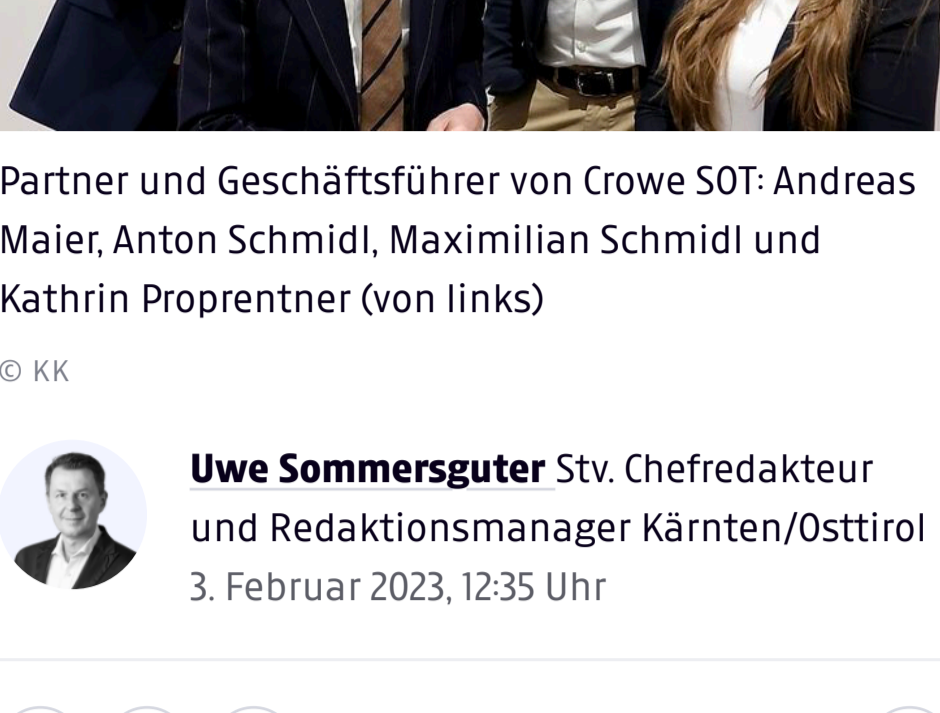 Partner und Geschäftsführer von Crowe SOT: Andreas
Maier, Anton Schmidl, Maximilian Schmidl und
Kathrin Proprentner (von links)
© KK
Uwe Sommersguter Stv. Chefredakteur
und Redaktionsmanager Kärnten/Osttirol
3. Februar 2023, 12:35 Uhr